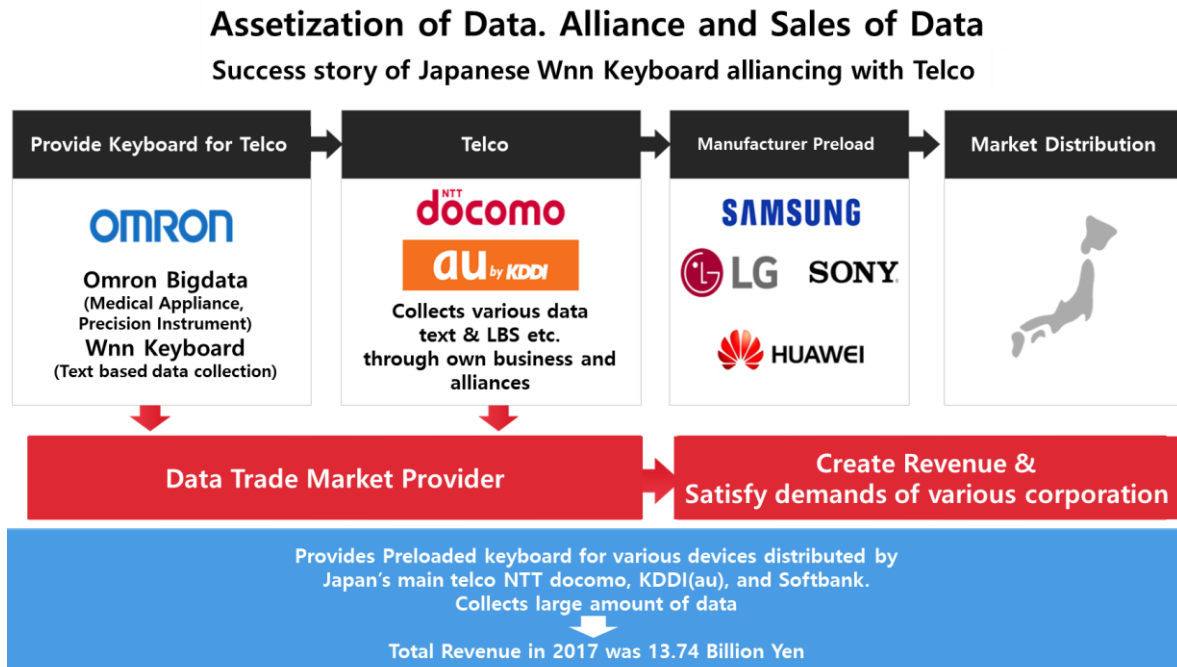 Assetization of Data. Alliance and Sales of Data
Success story of Japanese Wnn Keyboard alliancing with Telco
Provide Keyboard for Telco
Telco
Manufacturer Preload
Market Distribution
OMRON
Omron Bigdata
(Medical Appliance,
Precision Instrument)
Wnn Keyboard
(Text based data collection)
NTT
döcomo
au by KDDI
Collects various data
text & LBS etc.
through own business and
alliances
SAMSUNG
LG
SONY
HUAWEI
Data Trade Market Provider
Create Revenue &
Satisfy demands of various corporation
Provides Preloaded keyboard for various devices distributed by
Japan's main telco NTT docomo, KDDI(au), and Softbank.
Collects large amount of data
Total Revenue in 2017 was 13.74 Billion Yen